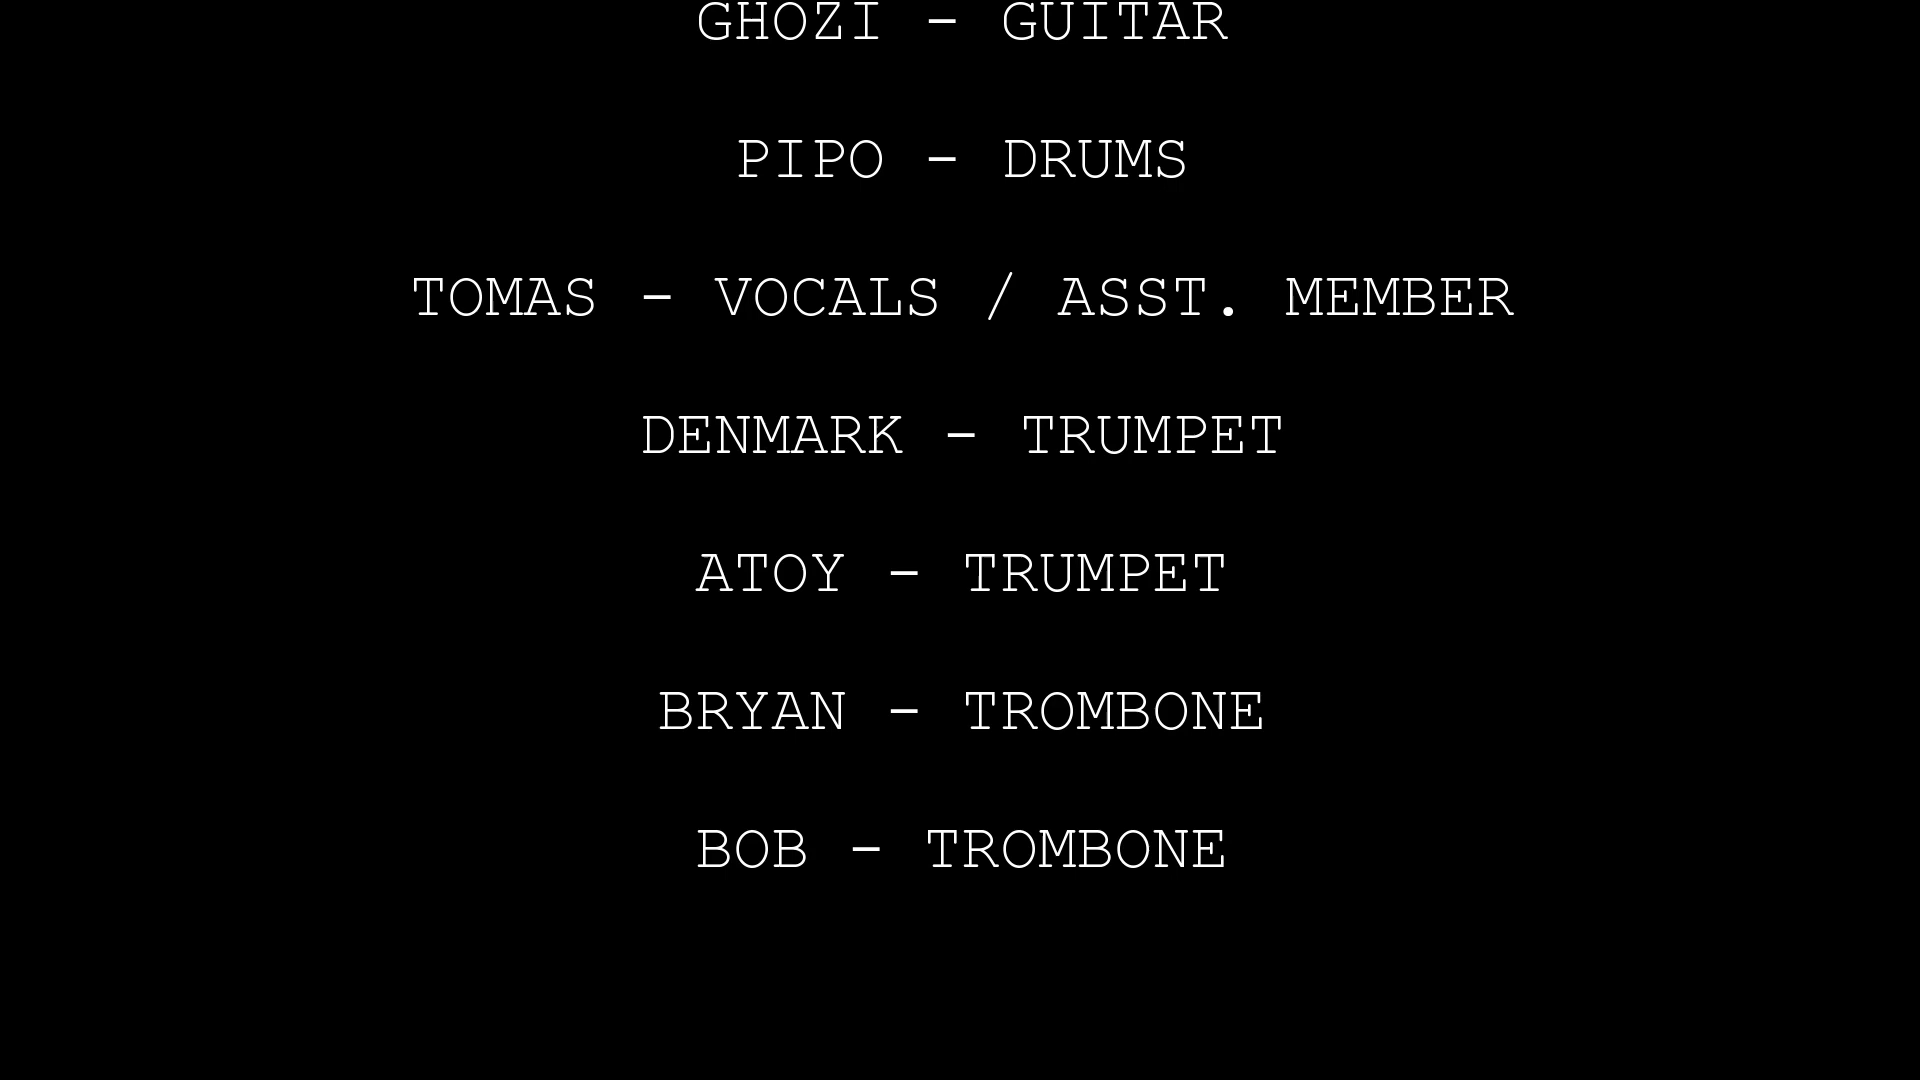 GHOZI - GUITAR
PIPO - DRUMS
TOMAS - VOCALS / ASST. MEMBER
DENMARK - TRUMPET
ATOY - TRUMPET
BRYAN - TROMBONE
BOB - TROMBONE